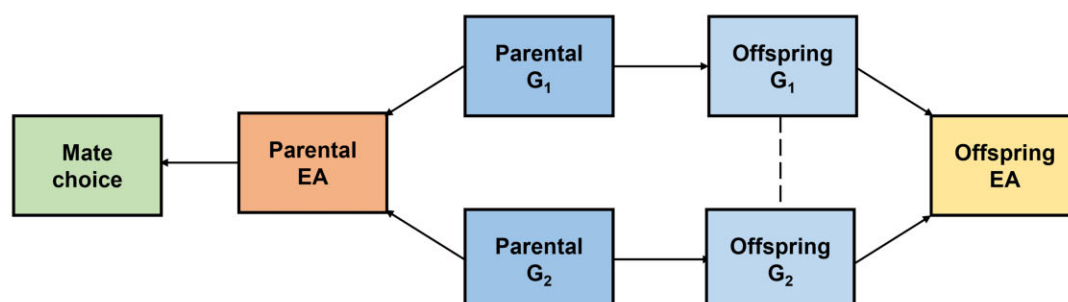 Parental
G₁
Offspring
G₁
Mate
choice
Parental
EA
Offspring
EA
Parental
G₂
Offspring
G₂